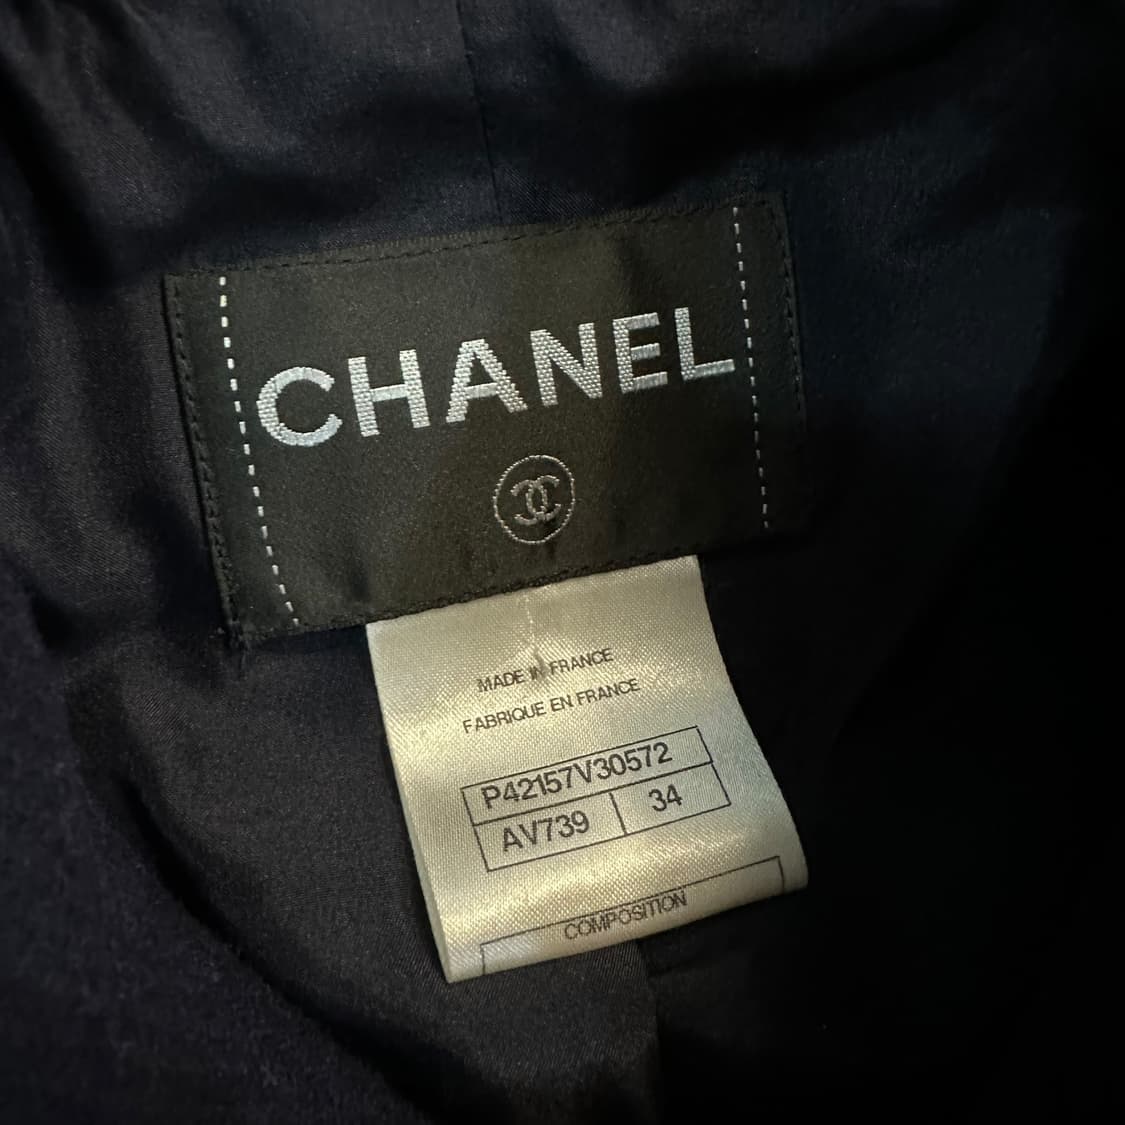 CHANEL
MADE IN FRANCE
FABRIQUE EN FRANCE
P42157V30572
AV739 34
COMPOSITION